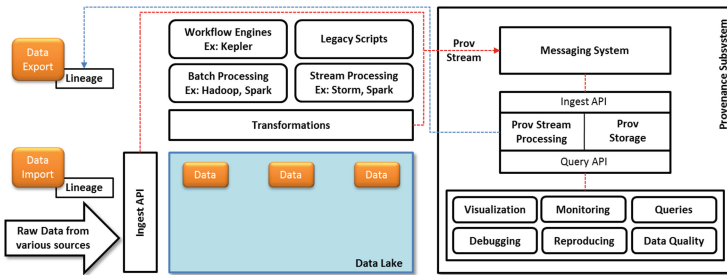 Data
Export
Lineage
Workflow Engines
Ex: Kepler
Legacy Scripts
Batch Processing
Ex: Hadoop, Spark
Stream Processing
Ex: Storm, Spark
Transformations
Data
Import
Lineage
Raw Data from
various sources
Ingest API
Data
Data
Data
Data Lake
Prov
Stream
Messaging System
Ingest API
Prov Stream
Processing
Prov
Storage
Query API
Visualization
Monitoring
Queries
Debugging
Reproducing
Data Quality
Provenance Subsystem